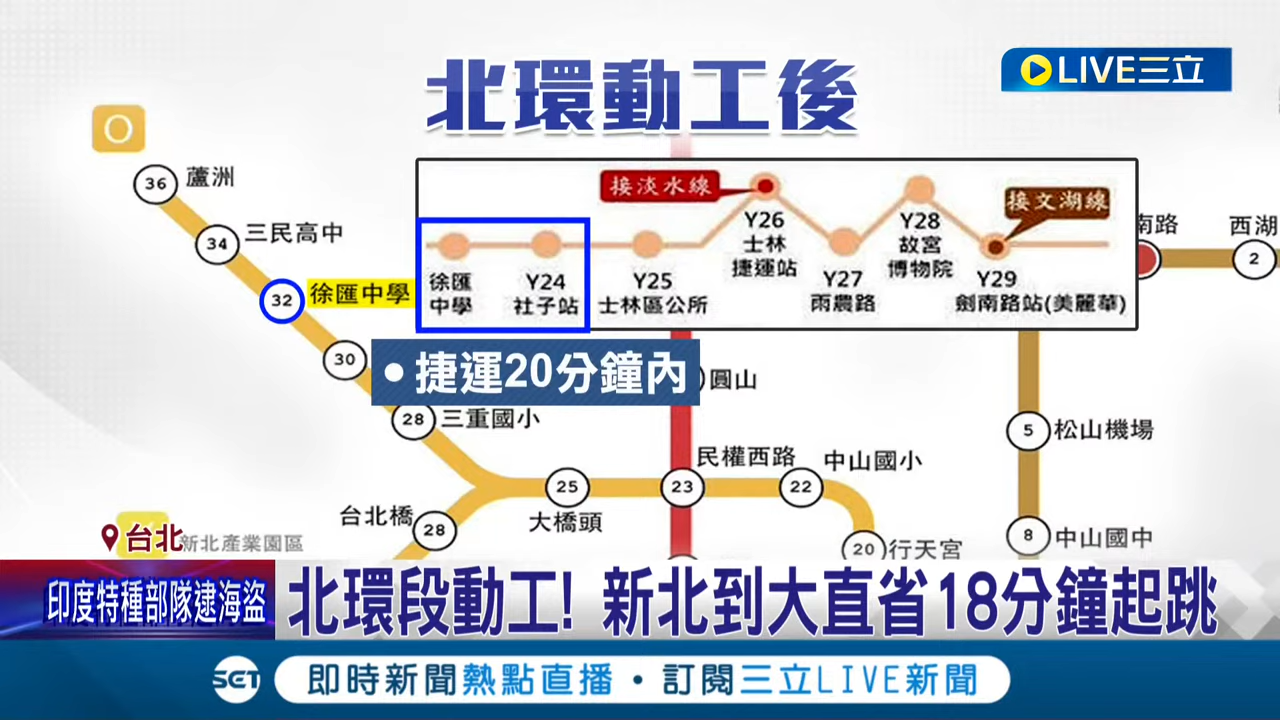 北環動工後
LIVE三立
O
36 蘆洲
34 三民高中
32 徐匯中學
30
28 三重國小
接淡水線
接文湖線
徐匯中學
Y24 社子站
Y25 士林區公所
Y26 士林捷運站
Y27 雨農路
Y28 故宮博物院
Y29 劍南路站(美麗華)
南路
西湖
2
• 捷運20分鐘內
圓山
5 松山機場
民權西路
中山國小
25
23
22
大橋頭
台北橋
28
8 中山國中
20 行天宮
台北
新北產業園區
印度特種部隊逮海盜
北環段動工! 新北到大直省18分鐘起跳
SET
即時新聞熱點直播・訂閱三立LIVE新聞